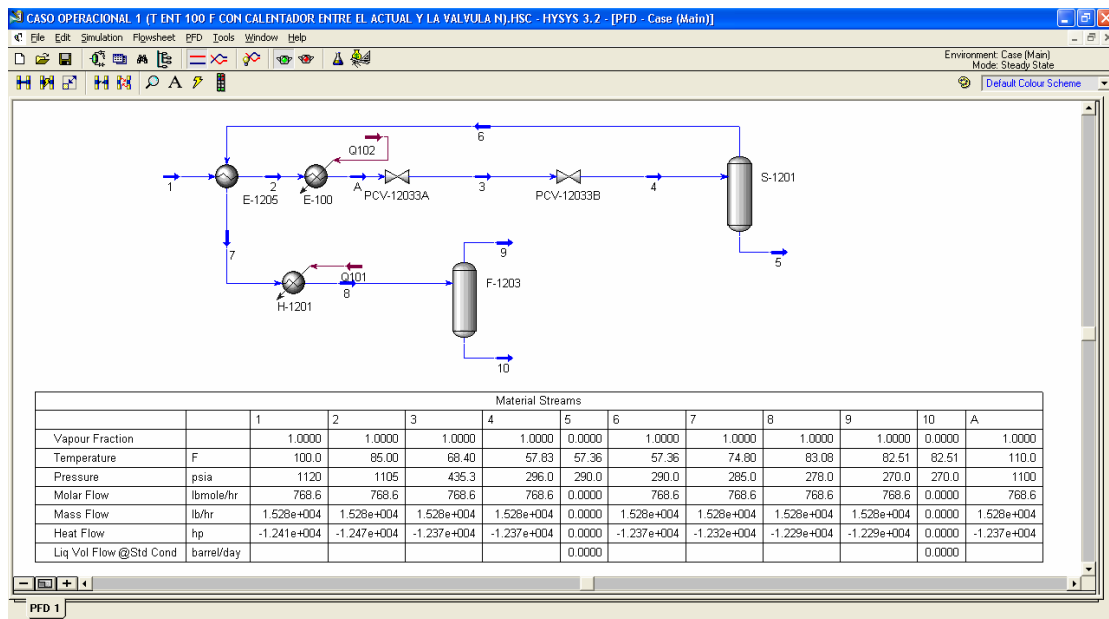 CASO OPERACIONAL 1 (T ENT 100 F CON CALENTADOR ENTRE EL ACTUAL Y LA VALVULA N).HSC - HYSYS 3.2 - [PFD - Case (Main)]
File Edit Simulation Flowsheet PFD Tools Window Help
Environment: Case (Main)
Mode: Steady State
A
Default Colour Scheme
6
Q102
1
2
A
3
4
S-1201
E-1205
E-100
PCV-12033A
PCV-12033B
5
7
9
Q101
8
F-1203
H-1201
10
Material Streams
1 2 3 4 5 6 7 8 9 10 A
Vapour Fraction 1.0000 1.0000 1.0000 1.0000 0.0000 1.0000 1.0000 1.0000 1.0000 0.0000 1.0000
Temperature F 100.0 85.00 68.40 57.83 57.36 57.36 74.80 83.08 82.51 82.51 110.0
Pressure psia 1120 1105 435.3 296.0 290.0 290.0 285.0 278.0 270.0 270.0 1100
Molar Flow lbmole/hr 768.6 768.6 768.6 768.6 0.0000 768.6 768.6 768.6 768.6 0.0000 768.6
Mass Flow lb/hr 1.528e+004 1.528e+004 1.528e+004 1.528e+004 0.0000 1.528e+004 1.528e+004 1.528e+004 1.528e+004 0.0000 1.528e+004
Heat Flow hp -1.241e+004 -1.247e+004 -1.237e+004 -1.237e+004 0.0000 -1.237e+004 -1.232e+004 -1.229e+004 -1.229e+004 0.0000 -1.237e+004
Liq Vol Flow @Std Cond barrel/day 0.0000 0.0000
PFD 1